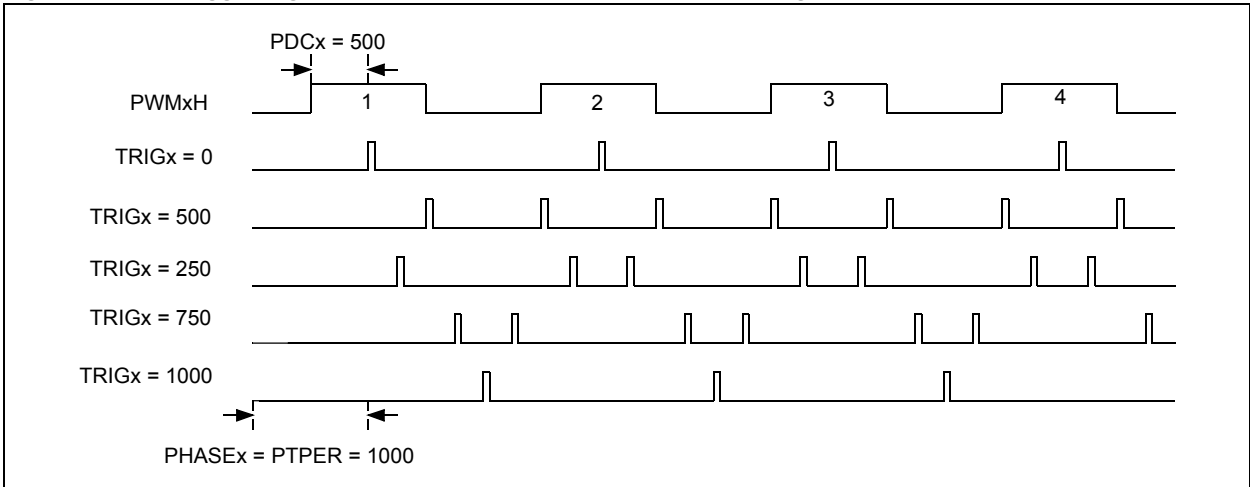 PDCx = 500
PWMxH
1
2
3
4
TRIGx = 0
TRIGx = 500
TRIGx = 250
TRIGx = 750
TRIGx = 1000
PHASEx = PTPER = 1000